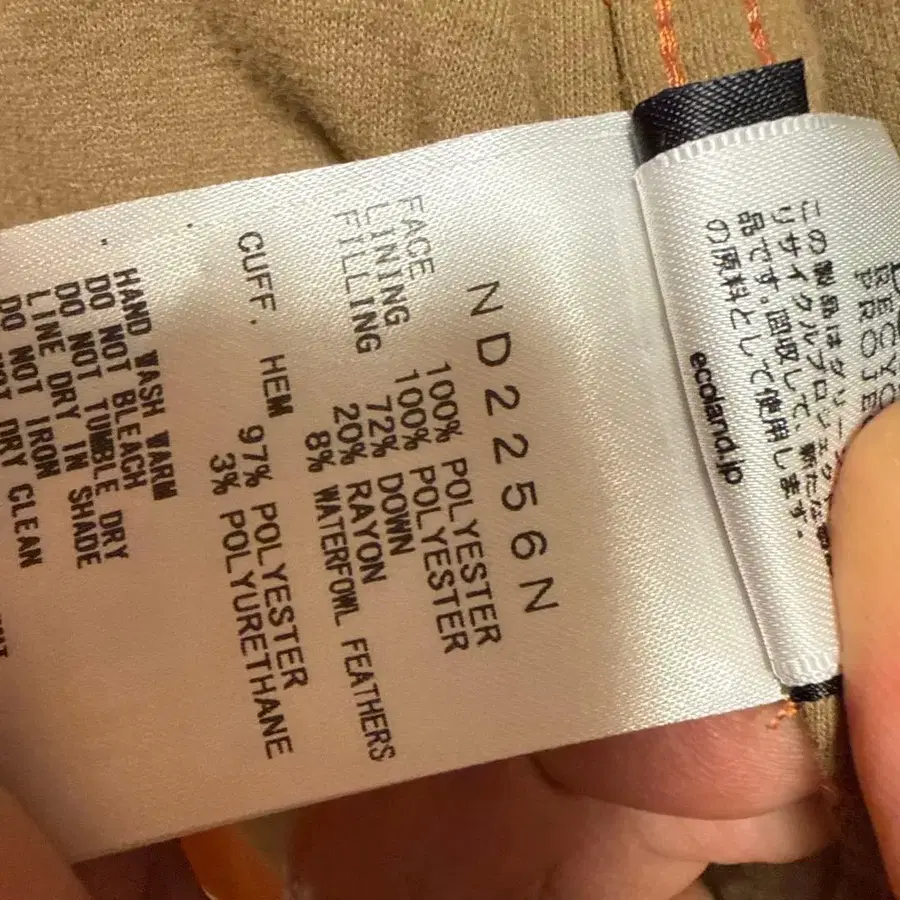 ND2256N
FACE 100% POLYESTER
LINING 100% POLYESTER
FILLING 72% DOWN
20% RAYON
8% WATERFOWL FEATHERS
CUFF. HEM 97% POLYESTER
3% POLYURETHANE
HAND WASH WARM
DO NOT BLEACH
DO NOT TUMBLE DRY
LINE DRY IN SHADE
DO NOT IRON
DO NOT DRY CLEAN
この製品はグリーン
リサイクルプロジェクト
品です。回収して、新たな
の原料として使用します。
ecoland.jp